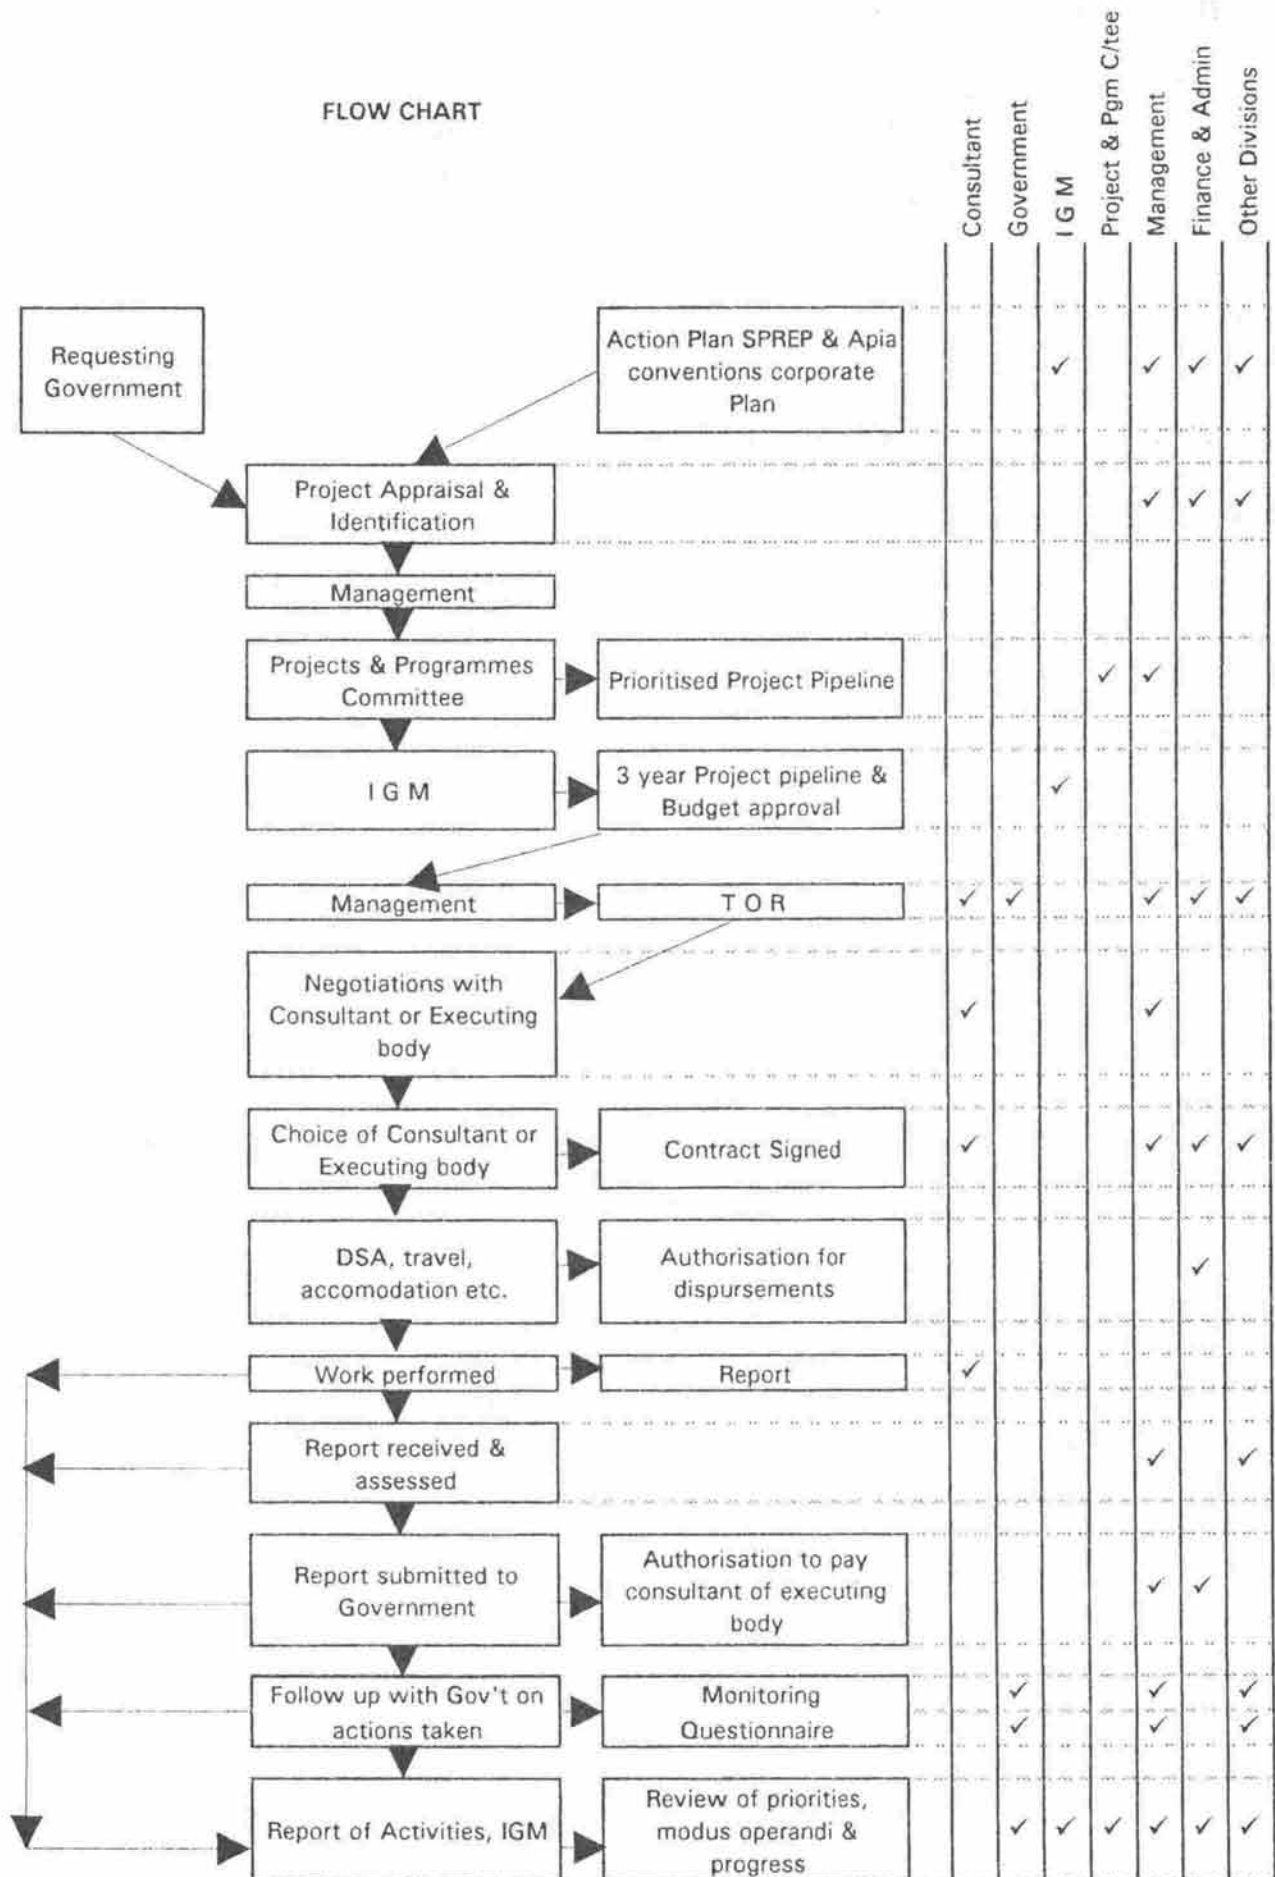 FLOW CHART
Consultant
Government
I G M
Project & Pgm C/tee
Management
Finance & Admin
Other Divisions
Requesting
Government
Action Plan SPREP & Apia
conventions corporate
Plan
✓ ✓ ✓ ✓
Project Appraisal &
Identification
✓ ✓ ✓
Management
Projects & Programmes
Committee
Prioritised Project Pipeline
✓ ✓
I G M
3 year Project pipeline &
Budget approval
✓
Management
T O R
✓ ✓ ✓ ✓ ✓
Negotiations with
Consultant or Executing
body
✓ ✓
Choice of Consultant or
Executing body
Contract Signed
✓ ✓ ✓ ✓
DSA, travel,
accomodation etc.
Authorisation for
dispursements
✓
Work performed
Report
✓
Report received &
assessed
✓ ✓
Report submitted to
Government
Authorisation to pay
consultant of executing
body
✓ ✓
Follow up with Gov't on
actions taken
Monitoring
✓ ✓ ✓
Questionnaire
✓ ✓ ✓
Report of Activities, IGM
Review of priorities,
modus operandi &
progress
✓ ✓ ✓ ✓ ✓ ✓